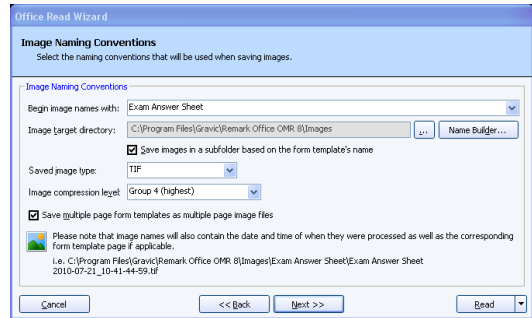 Office Read Wizard
Image Naming Conventions
Select the naming conventions that will be used when saving images.
Image Naming Conventions
Begin image names with: Exam Answer Sheet
Image target directory: C:\Program Files\Gravic\Remark Office OMR 8\Images ... Name Builder...
Save images in a subfolder based on the form template's name
Saved image type: TIF
Image compression level: Group 4 (highest)
Save multiple page form templates as multiple page image files
Please note that image names will also contain the date and time of when they were processed as well as the corresponding
form template page if applicable.
i.e. C:\Program Files\Gravic\Remark Office OMR 8\Images\Exam Answer Sheet\Exam Answer Sheet
2010-07-21_10-41-44-59.tif
Cancel << Back Next >> Read